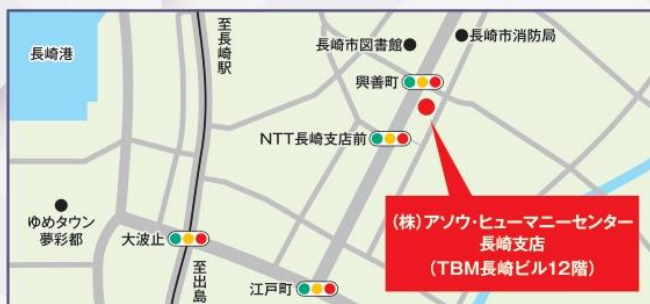 長崎港
至長崎駅
長崎市図書館
長崎市消防局
興善町
NTT長崎支店前
(株)アソウ・ヒューマニーセンター
長崎支店
(TBM長崎ビル12階)
ゆめタウン
夢彩都
大波止
至出島
江戸町